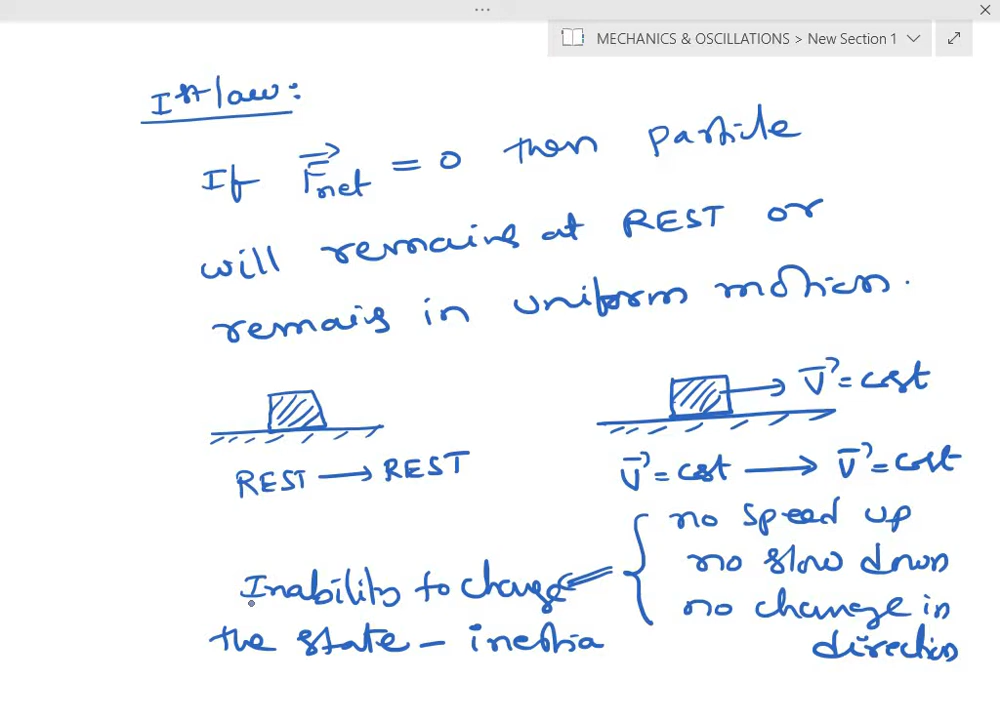 MECHANICS & OSCILLATIONS > New Section 1
Ist law:
If F⃗net = 0 then particle
will remains at REST or
remains in uniform motion.
V⃗ = cst
REST → REST
V⃗ = cst → V⃗ = cst
no speed up
no slow down
no change in
direction
Inability to change
the state - inertia